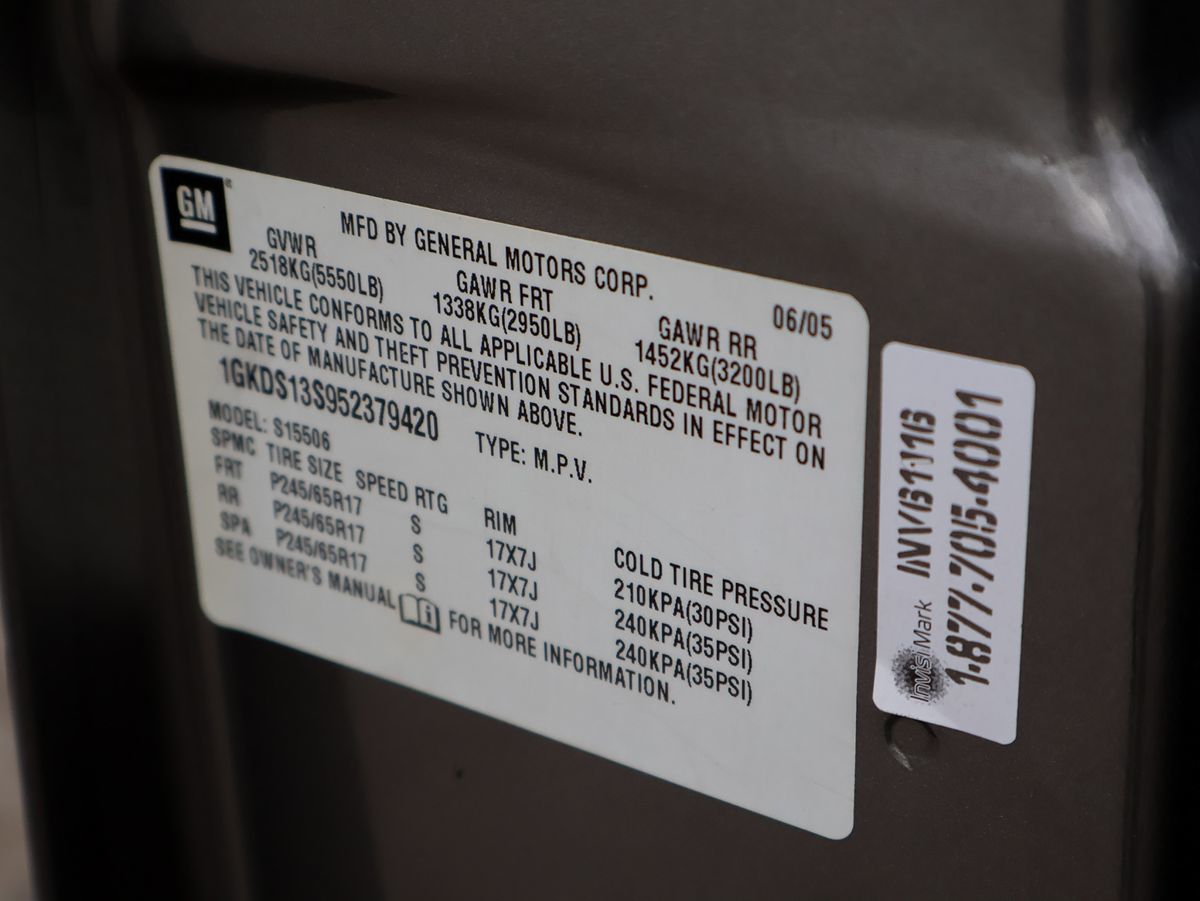 GM
MFD BY GENERAL MOTORS CORP.
06/05
GVWR GAWR FRT GAWR RR
2518KG(5550LB) 1338KG(2950LB) 1452KG(3200LB)
THIS VEHICLE CONFORMS TO ALL APPLICABLE U.S. FEDERAL MOTOR
VEHICLE SAFETY AND THEFT PREVENTION STANDARDS IN EFFECT ON
THE DATE OF MANUFACTURE SHOWN ABOVE.
1GKDS13S952379420 TYPE: M.P.V.
MODEL: S15506
SPMC TIRE SIZE SPEED RTG RIM COLD TIRE PRESSURE
FRT P245/65R17 S 17X7J 210KPA(30PSI)
RR P245/65R17 S 17X7J 240KPA(35PSI)
SPA P245/65R17 S 17X7J 240KPA(35PSI)
SEE OWNER'S MANUAL FOR MORE INFORMATION.
InvisiMark INVB1116
1-877-705-4001